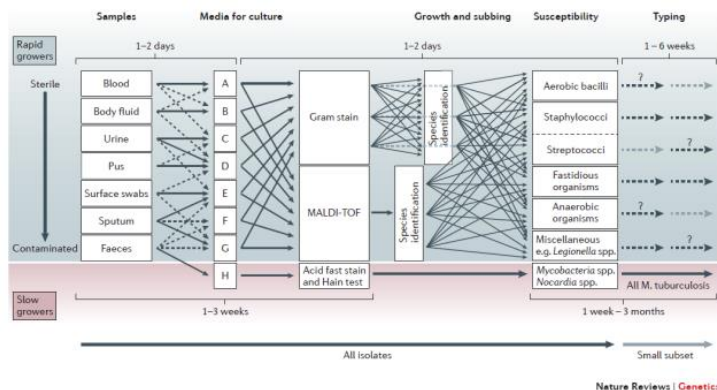 Samples
Media for culture
Growth and subbing
Susceptibility
Typing
Rapid
growers
1–2 days
1–2 days
1 – 6 weeks
Sterile
Contaminated
Blood
Body fluid
Urine
Pus
Surface swabs
Sputum
Faeces
A
B
C
D
E
F
G
H
Gram stain
MALDI-TOF
Acid fast stain
and Hain test
Species
identification
Species
identification
Aerobic bacilli
Staphylococci
Streptococci
Fastidious
organisms
Anaerobic
organisms
Miscellaneous
e.g. Legionella spp.
Mycobacteria spp.
Nocardia spp.
?
?
?
?
All M. tuburculosis
Slow
growers
1–3 weeks
1 week – 3 months
All isolates
Small subset
Nature Reviews | Genetics